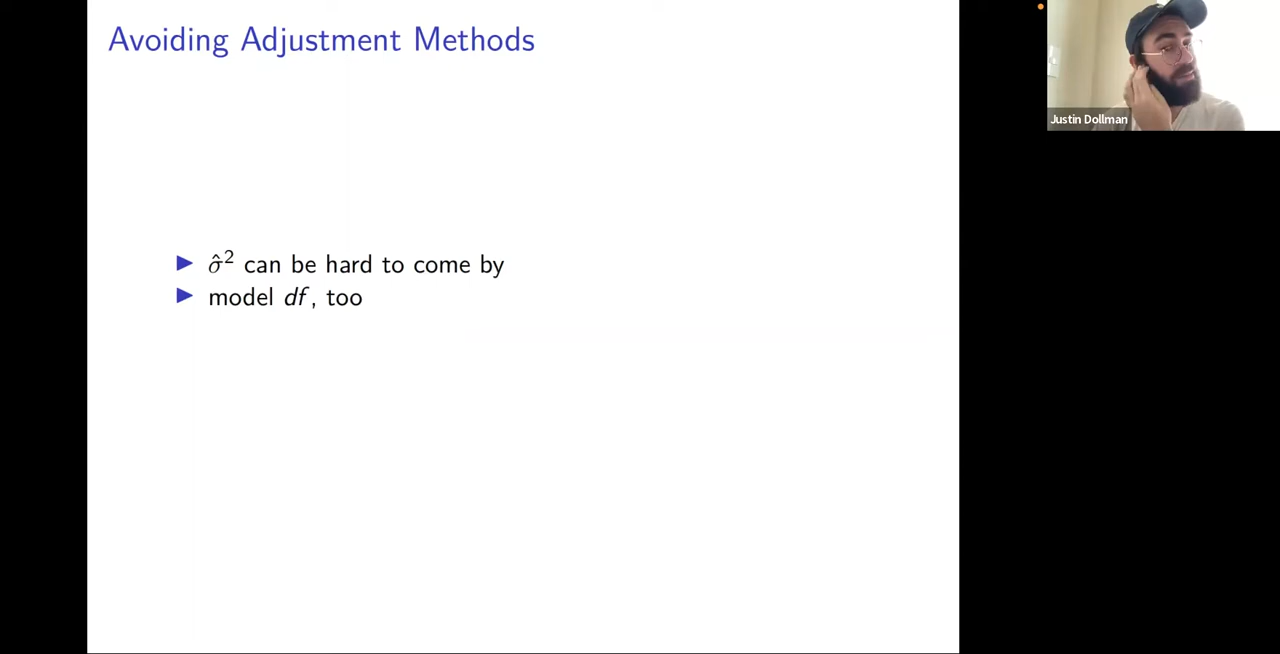 Avoiding Adjustment Methods
Justin Dollman
▶ σ̂² can be hard to come by
▶ model df, too